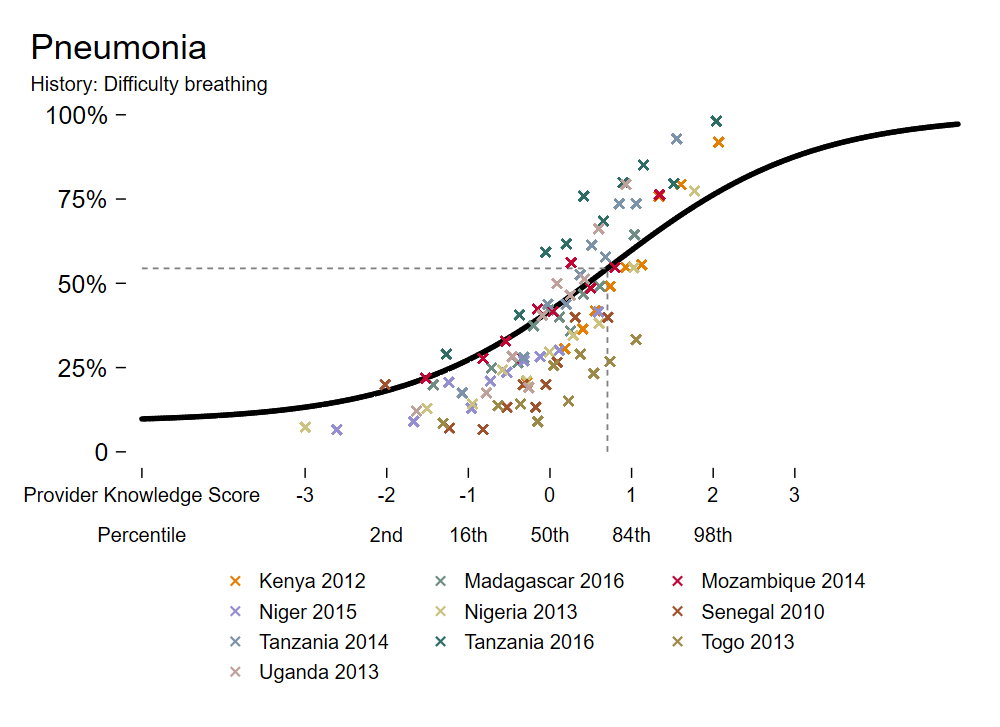 Pneumonia
History: Difficulty breathing
100%
75%
50%
25%
0
Provider Knowledge Score -3 -2 -1 0 1 2 3
Percentile 2nd 16th 50th 84th 98th
Kenya 2012 Madagascar 2016 Mozambique 2014
Niger 2015 Nigeria 2013 Senegal 2010
Tanzania 2014 Tanzania 2016 Togo 2013
Uganda 2013